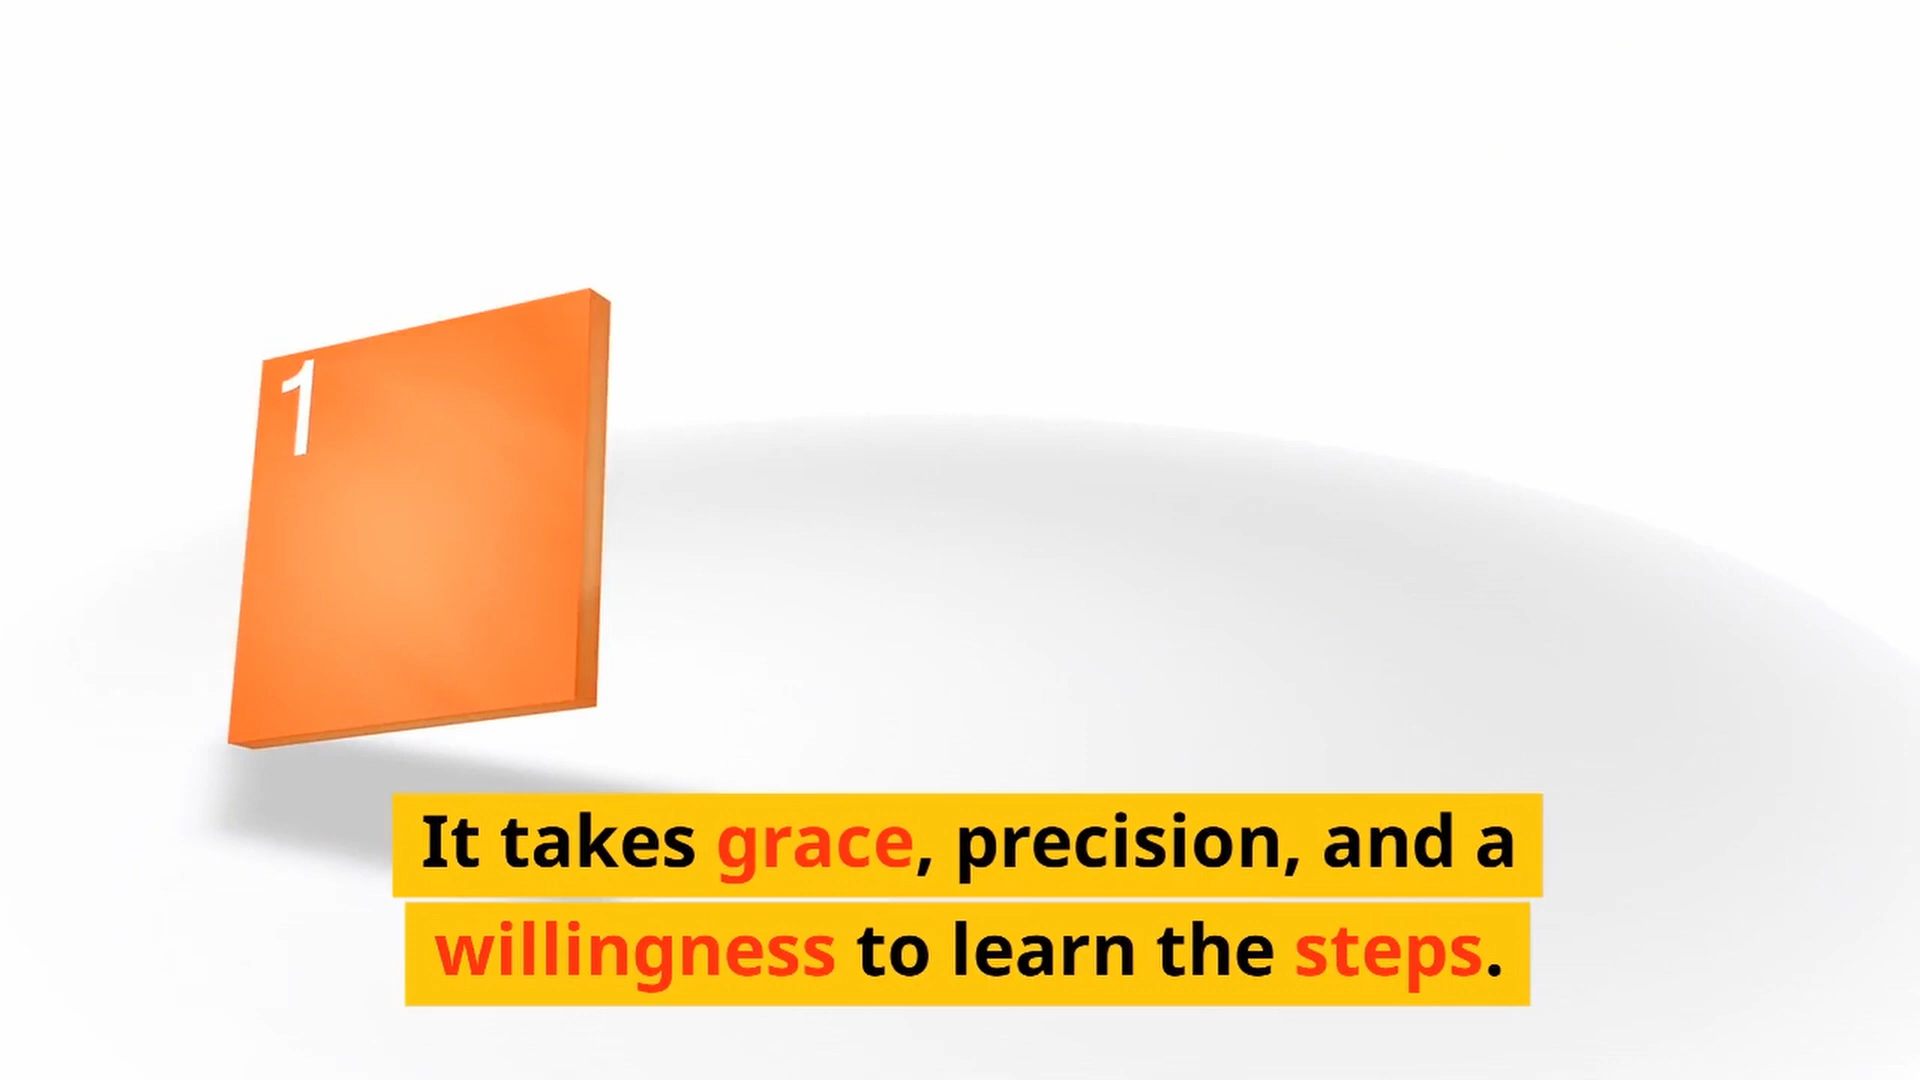 1
It takes grace, precision, and a
willingness to learn the steps.